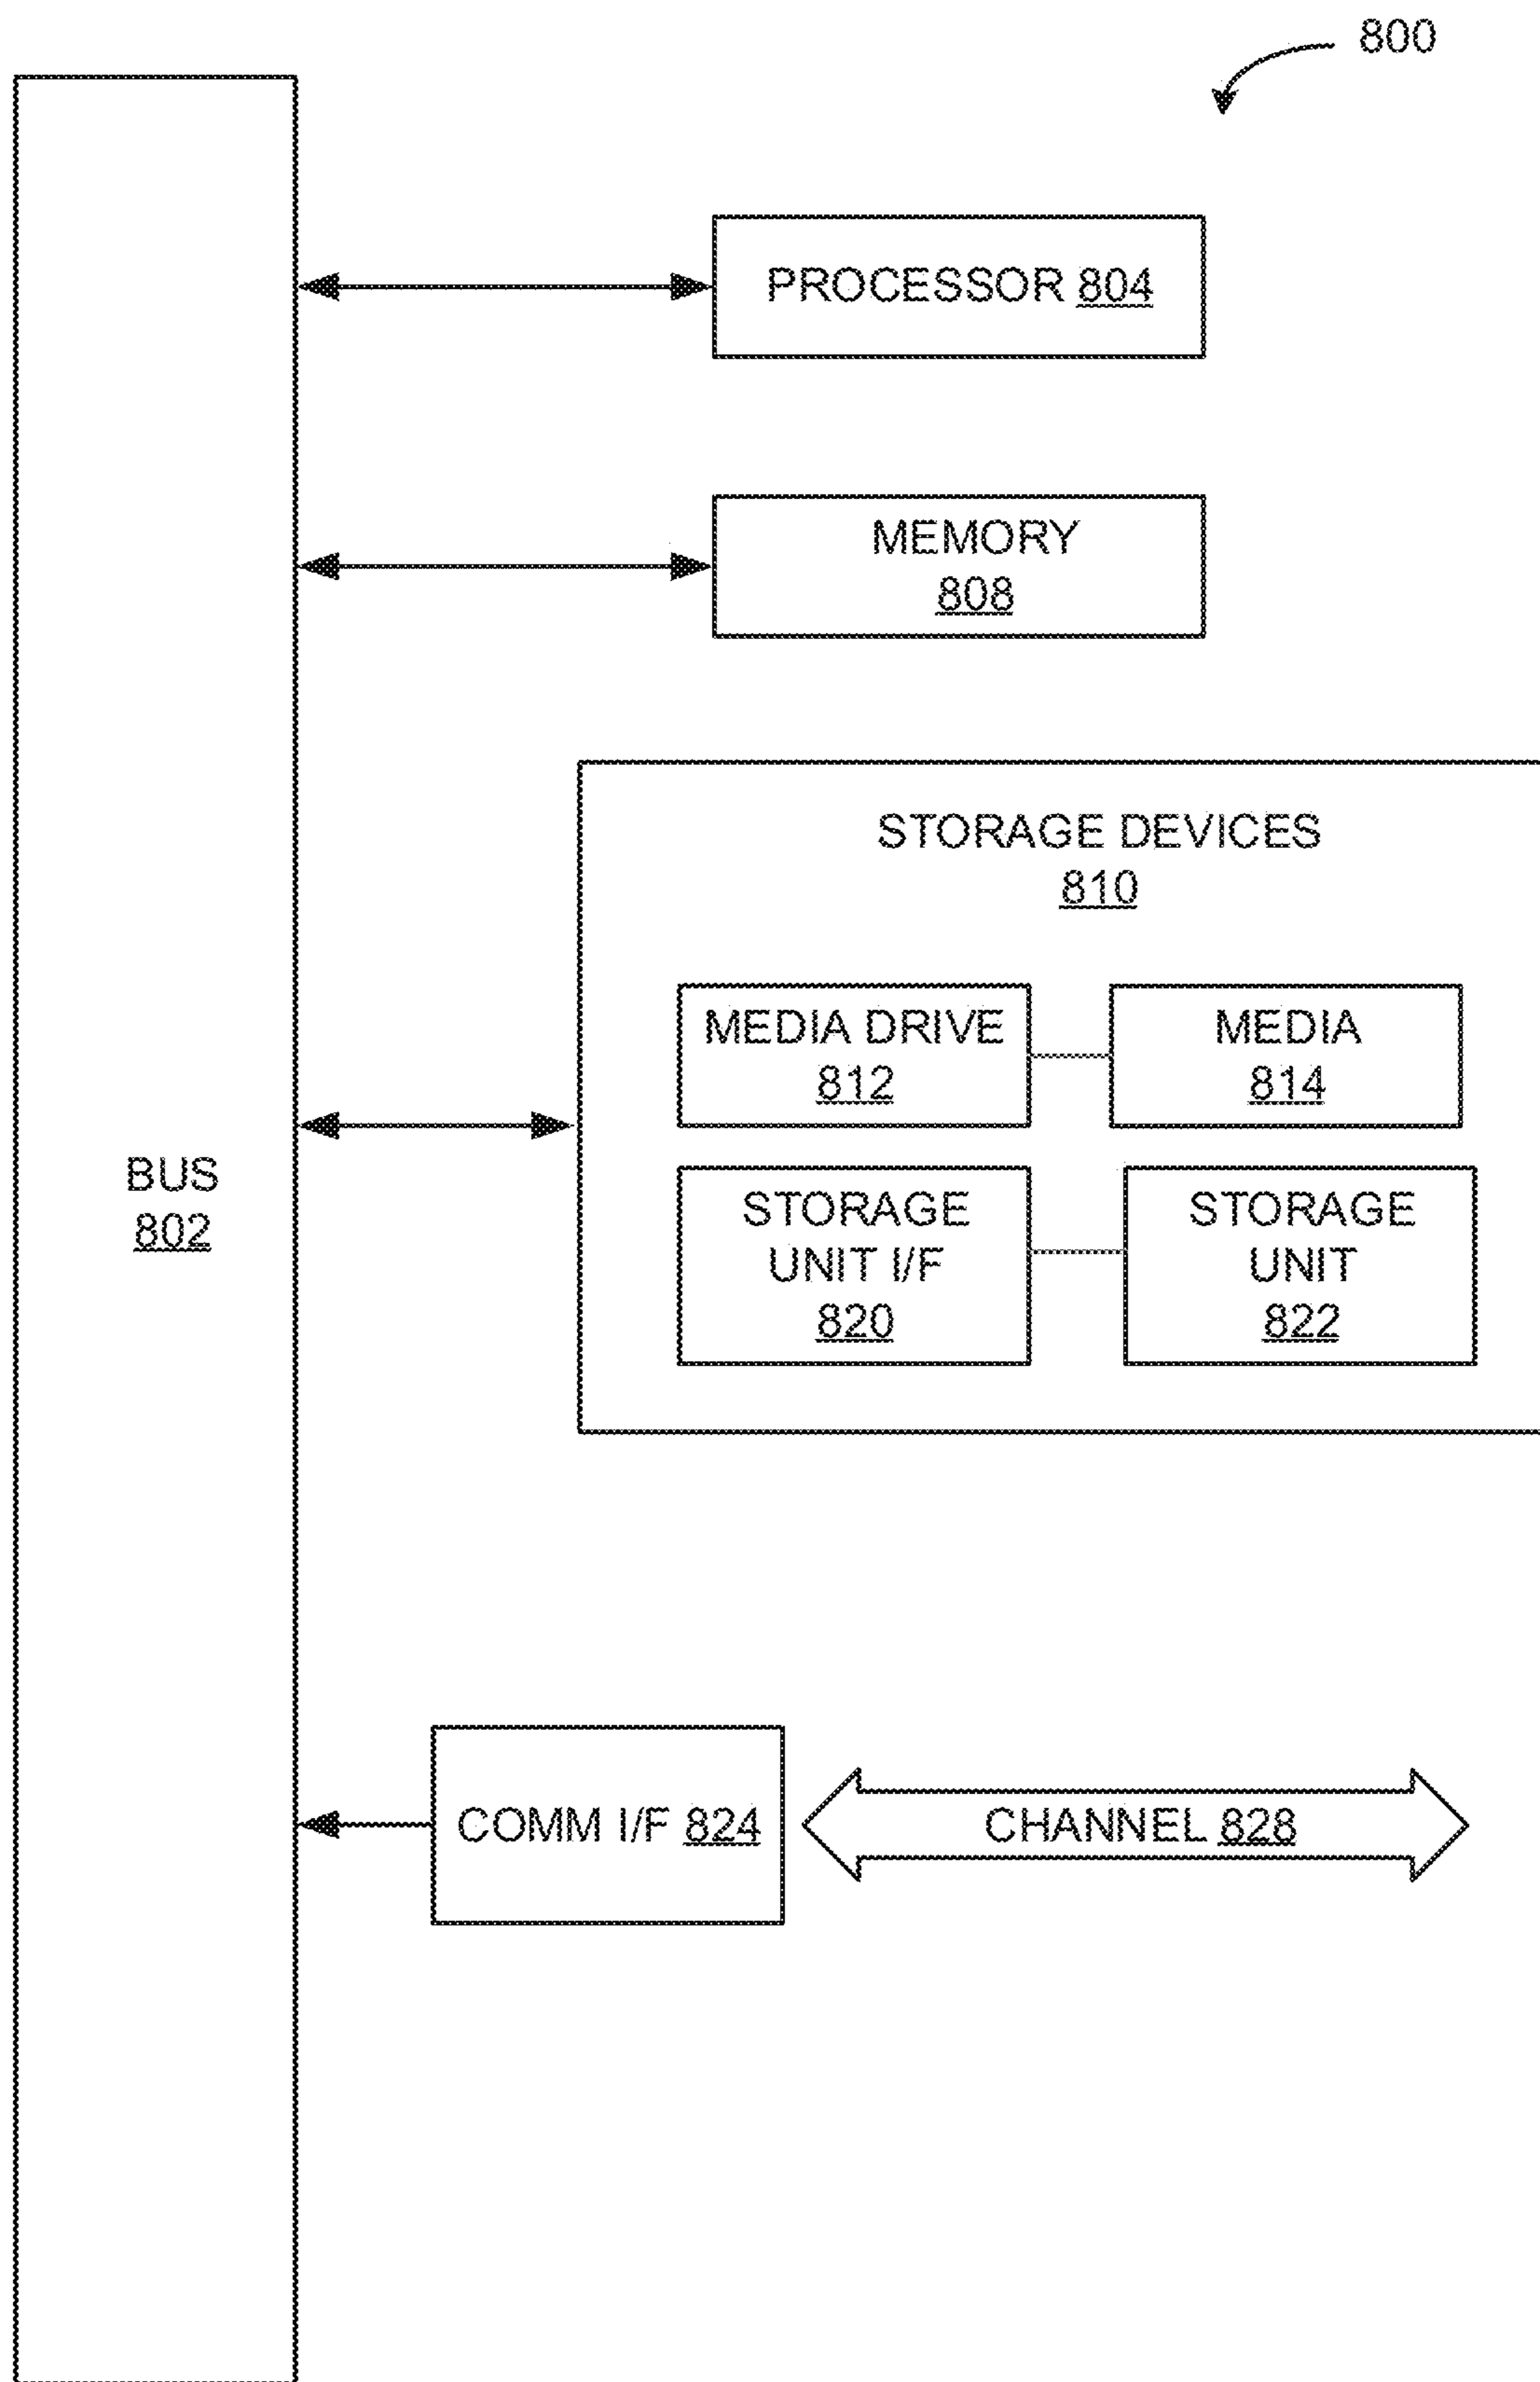 800
PROCESSOR 804
MEMORY
808
STORAGE DEVICES
810
MEDIA DRIVE
812
MEDIA
814
BUS
802
STORAGE
UNIT I/F
820
STORAGE
UNIT
822
COMM I/F 824
CHANNEL 828